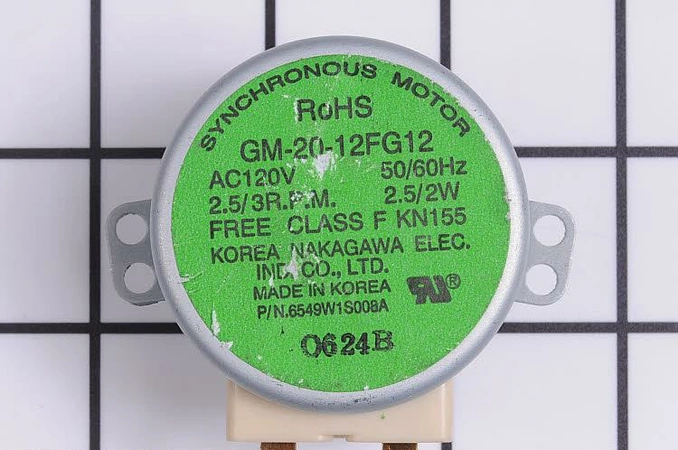 SYNCHRONOUS MOTOR
RoHS
GM-20-12FG12
AC120V 50/60Hz
2.5/3R.P.M. 2.5/2W
FREE CLASS F KN155
KOREA NAKAGAWA ELEC.
IND. CO., LTD.
MADE IN KOREA
P/N.6549W1S008A
RU®
0624B